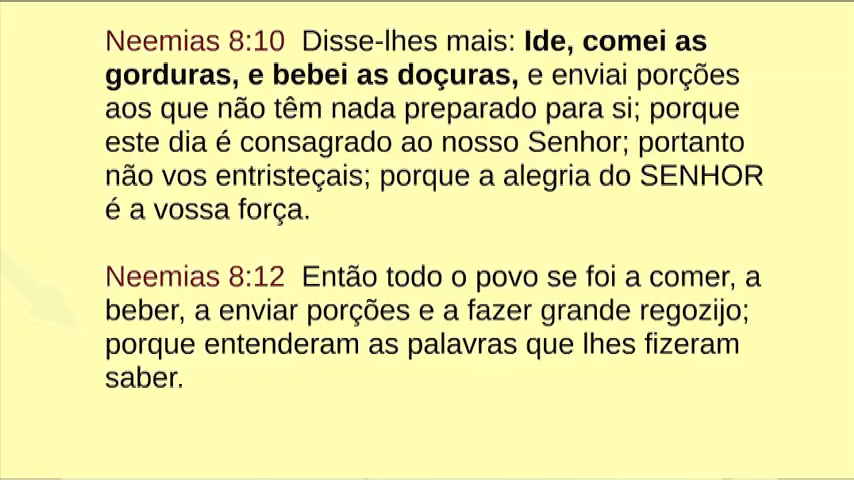 Neemias 8:10 Disse-lhes mais: Ide, comei as
gorduras, e bebei as doçuras, e enviai porções
aos que não têm nada preparado para si; porque
este dia é consagrado ao nosso Senhor; portanto
não vos entristeçais; porque a alegria do SENHOR
é a vossa força.
Neemias 8:12 Então todo o povo se foi a comer, a
beber, a enviar porções e a fazer grande regozijo;
porque entenderam as palavras que lhes fizeram
saber.